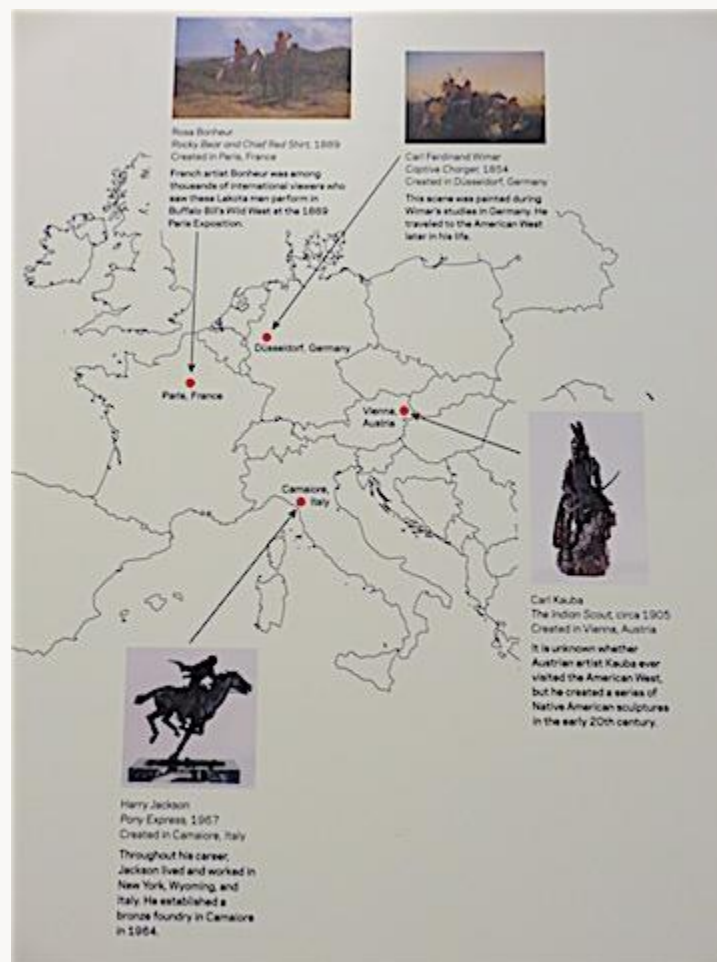 Rosa Bonheur
Rocky Bear and Chief Red Shirt, 1889
Created in Paris, France
French artist Bonheur was among
thousands of international viewers who
saw these Lakota men perform in
Buffalo Bill's Wild West at the 1889
Paris Exposition.
Carl Ferdinand Wimar
Captive Charger, 1854
Created in Düsseldorf, Germany
This scene was painted during
Wimar's studies in Germany. He
traveled to the American West
later in his life.
Düsseldorf, Germany
Paris, France
Vienna,
Austria
Camaiore,
Italy
Carl Kauba
The Indian Scout, circa 1905
Created in Vienna, Austria
It is unknown whether
Austrian artist Kauba ever
visited the American West,
but he created a series of
Native American sculptures
in the early 20th century.
Harry Jackson
Pony Express, 1967
Created in Camaiore, Italy
Throughout his career,
Jackson lived and worked in
New York, Wyoming, and
Italy. He established a
bronze foundry in Camaiore
in 1964.